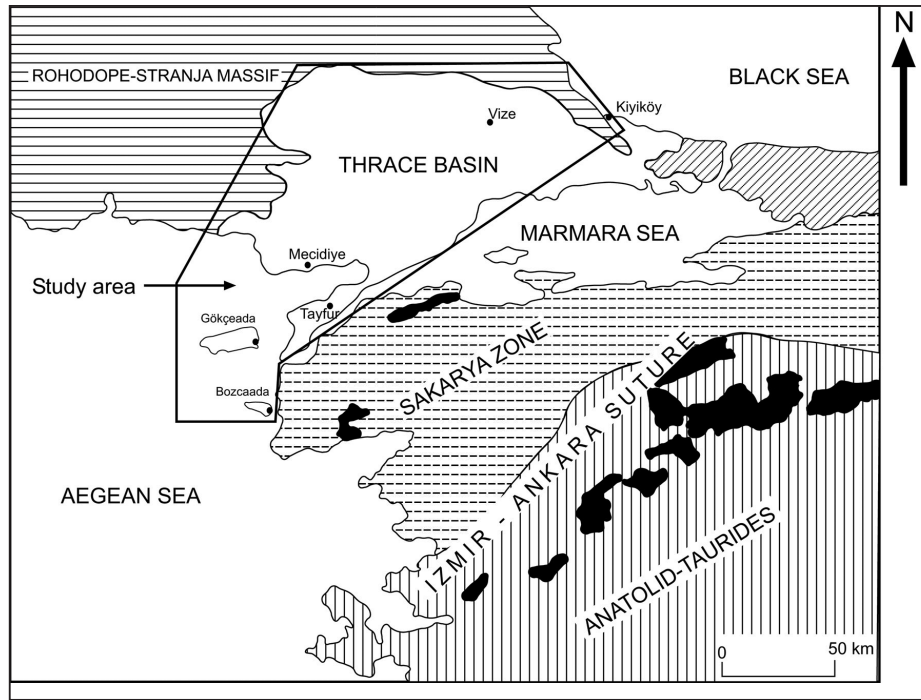 N
ROHODOPE-STRANJA MASSIF
BLACK SEA
Vize
Kiyiköy
THRACE BASIN
MARMARA SEA
Mecidiye
Study area
Tayfur
Gökçeada
SAKARYA ZONE
Bozcaada
IZMIR - ANKARA SUTURE
AEGEAN SEA
ANATOLID-TAURIDES
0 50 km